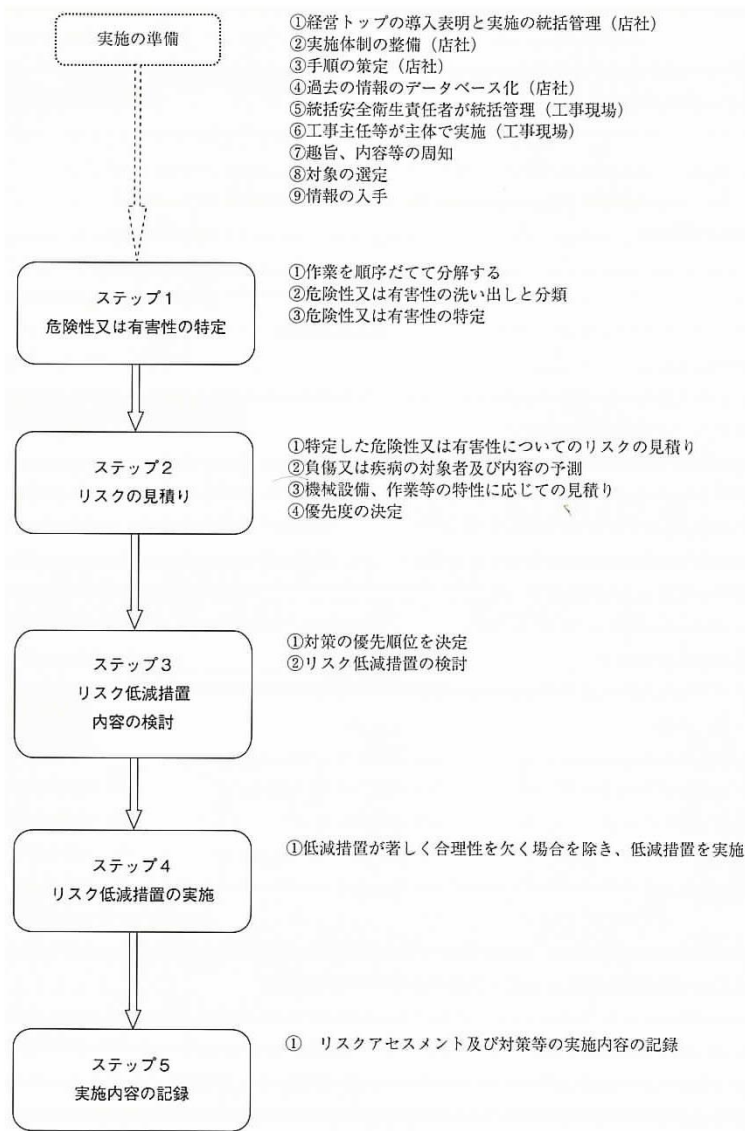 実施の準備
①経営トップの導入表明と実施の統括管理（店社）
②実施体制の整備（店社）
③手順の策定（店社）
④過去の情報のデータベース化（店社）
⑤統括安全衛生責任者が統括管理（工事現場）
⑥工事主任等が主体で実施（工事現場）
⑦趣旨、内容等の周知
⑧対象の選定
⑨情報の入手
ステップ1
危険性又は有害性の特定
①作業を順序だてて分解する
②危険性又は有害性の洗い出しと分類
③危険性又は有害性の特定
ステップ2
リスクの見積り
①特定した危険性又は有害性についてのリスクの見積り
②負傷又は疾病の対象者及び内容の予測
③機械設備、作業等の特性に応じての見積り
④優先度の決定
ステップ3
リスク低減措置
内容の検討
①対策の優先順位を決定
②リスク低減措置の検討
ステップ4
リスク低減措置の実施
①低減措置が著しく合理性を欠く場合を除き、低減措置を実施
ステップ5
実施内容の記録
①　リスクアセスメント及び対策等の実施内容の記録